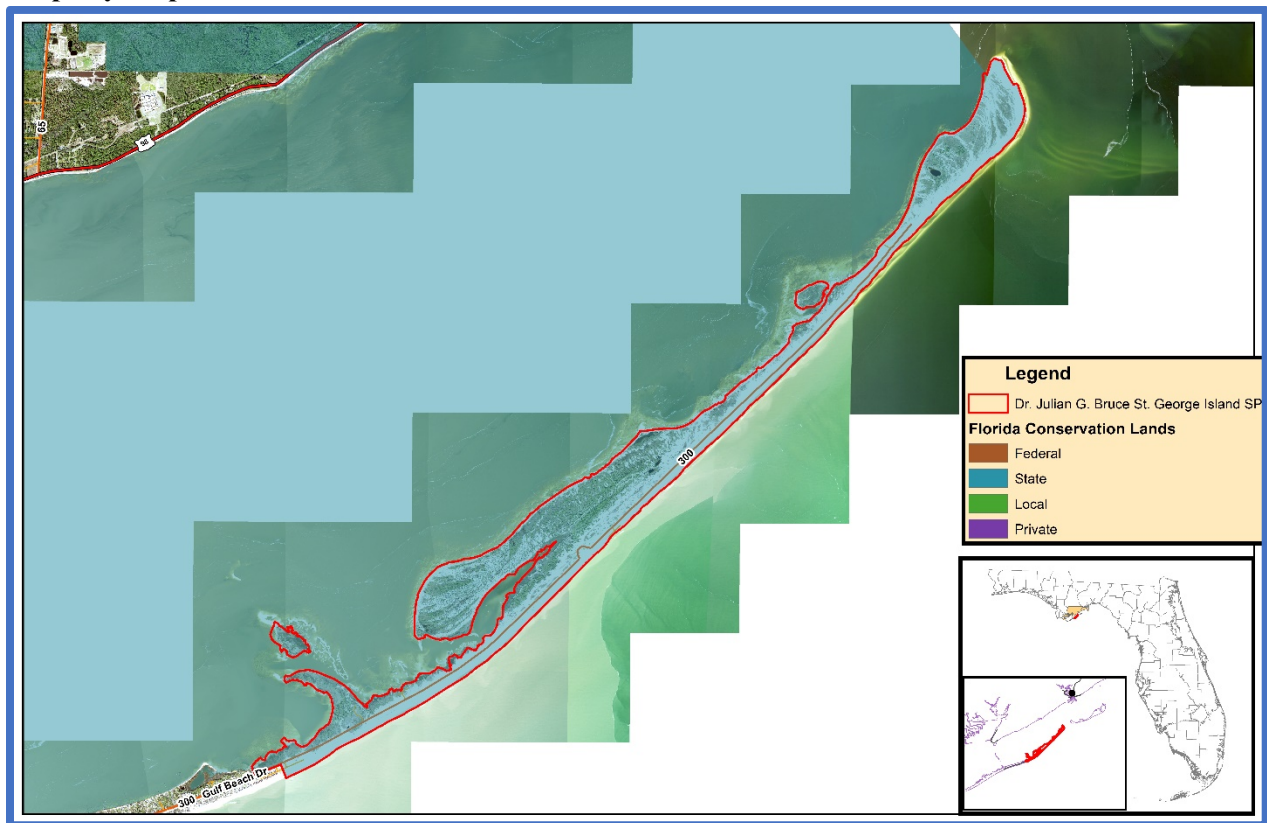 65
98
300
300 Gulf Beach Dr
Legend
Dr. Julian G. Bruce St. George Island SP
Florida Conservation Lands
Federal
State
Local
Private